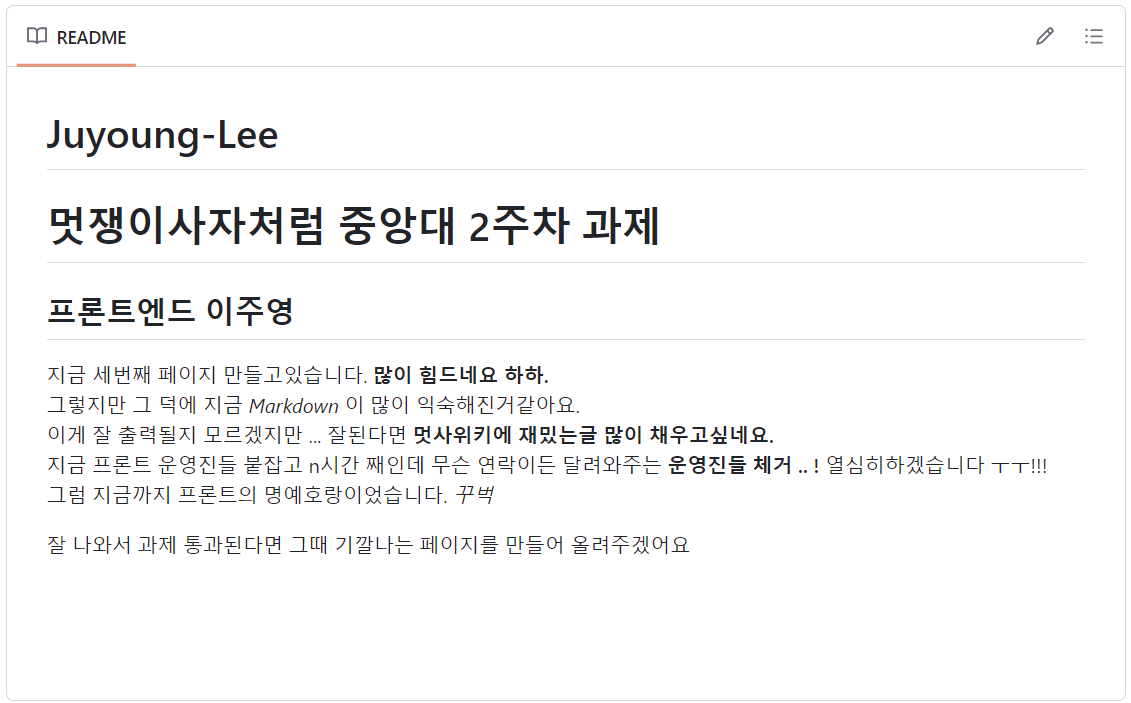 README
Juyoung-Lee
멋쟁이사자처럼 중앙대 2주차 과제
프론트엔드 이주영
지금 세번째 페이지 만들고있습니다. 많이 힘드네요 하하.
그렇지만 그 덕에 지금 Markdown 이 많이 익숙해진거같아요.
이게 잘 출력될지 모르겠지만 ... 잘된다면 멋사위키에 재밌는글 많이 채우고싶네요.
지금 프론트 운영진들 붙잡고 n시간 째인데 무슨 연락이든 달려와주는 운영진들 체거 .. ! 열심히하겠습니다 ㅜㅜ!!!
그럼 지금까지 프론트의 명예호랑이었습니다. 꾸벅
잘 나와서 과제 통과된다면 그때 기깔나는 페이지를 만들어 올려주겠어요